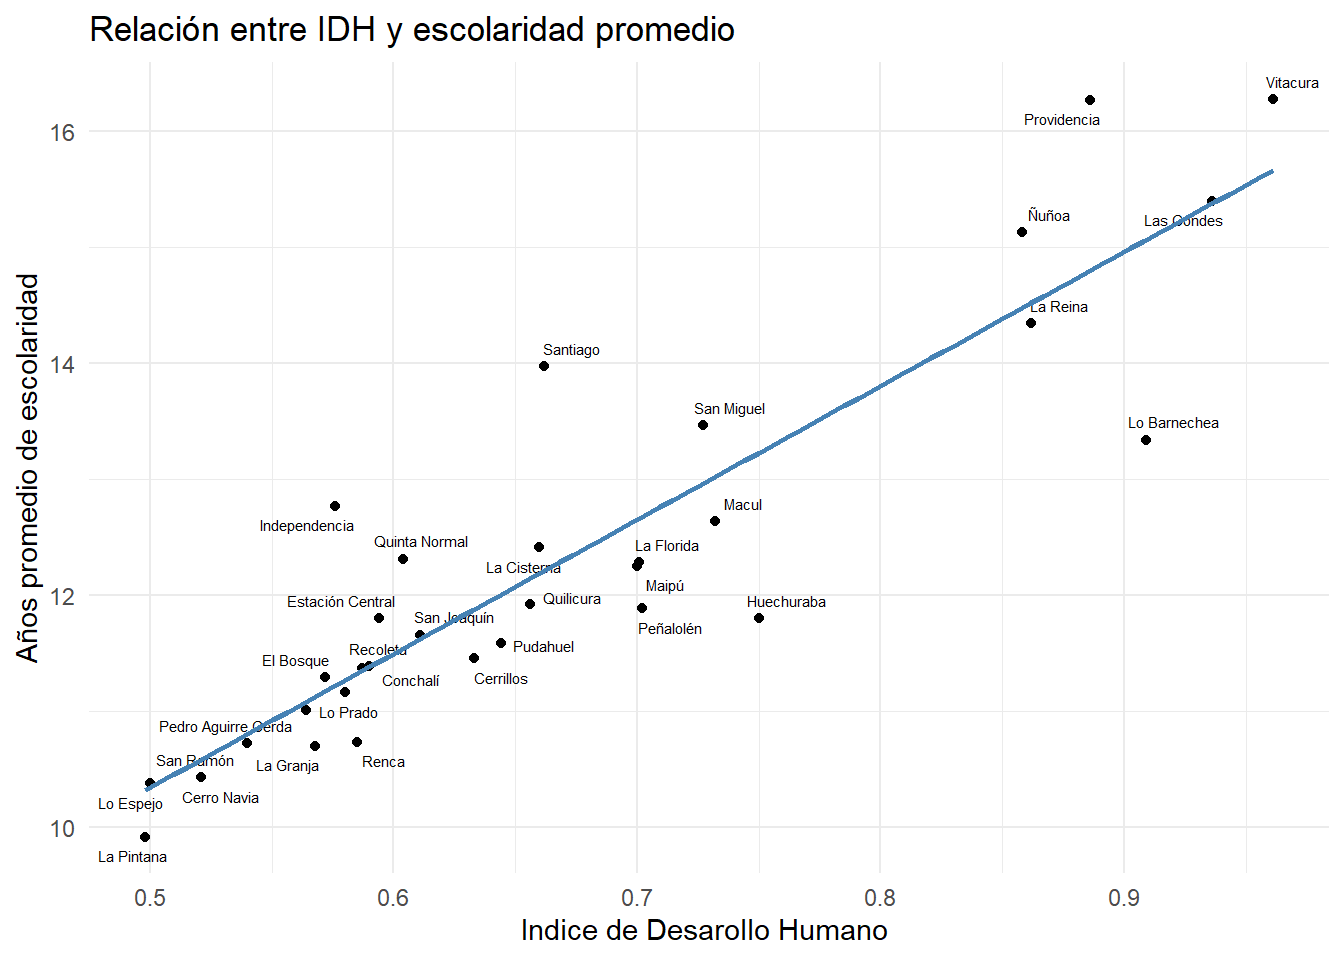 Relación entre IDH y escolaridad promedio
Vitacura
Providencia
Ñuñoa
Las Condes
La Reina
Santiago
San Miguel
Lo Barnechea
Macul
Independencia
Quinta Normal
La Florida
La Cisterna
Maipú
Estación Central
Quilicura
Huechuraba
San Joaquín
Peñalolén
Recoleta
Pudahuel
El Bosque
Conchalí
Cerrillos
Lo Prado
Pedro Aguirre Cerda
San Ramón
La Granja
Renca
Lo Espejo
Cerro Navia
La Pintana
16
14
12
10
Años promedio de escolaridad
0.5
0.6
0.7
0.8
0.9
Indice de Desarollo Humano